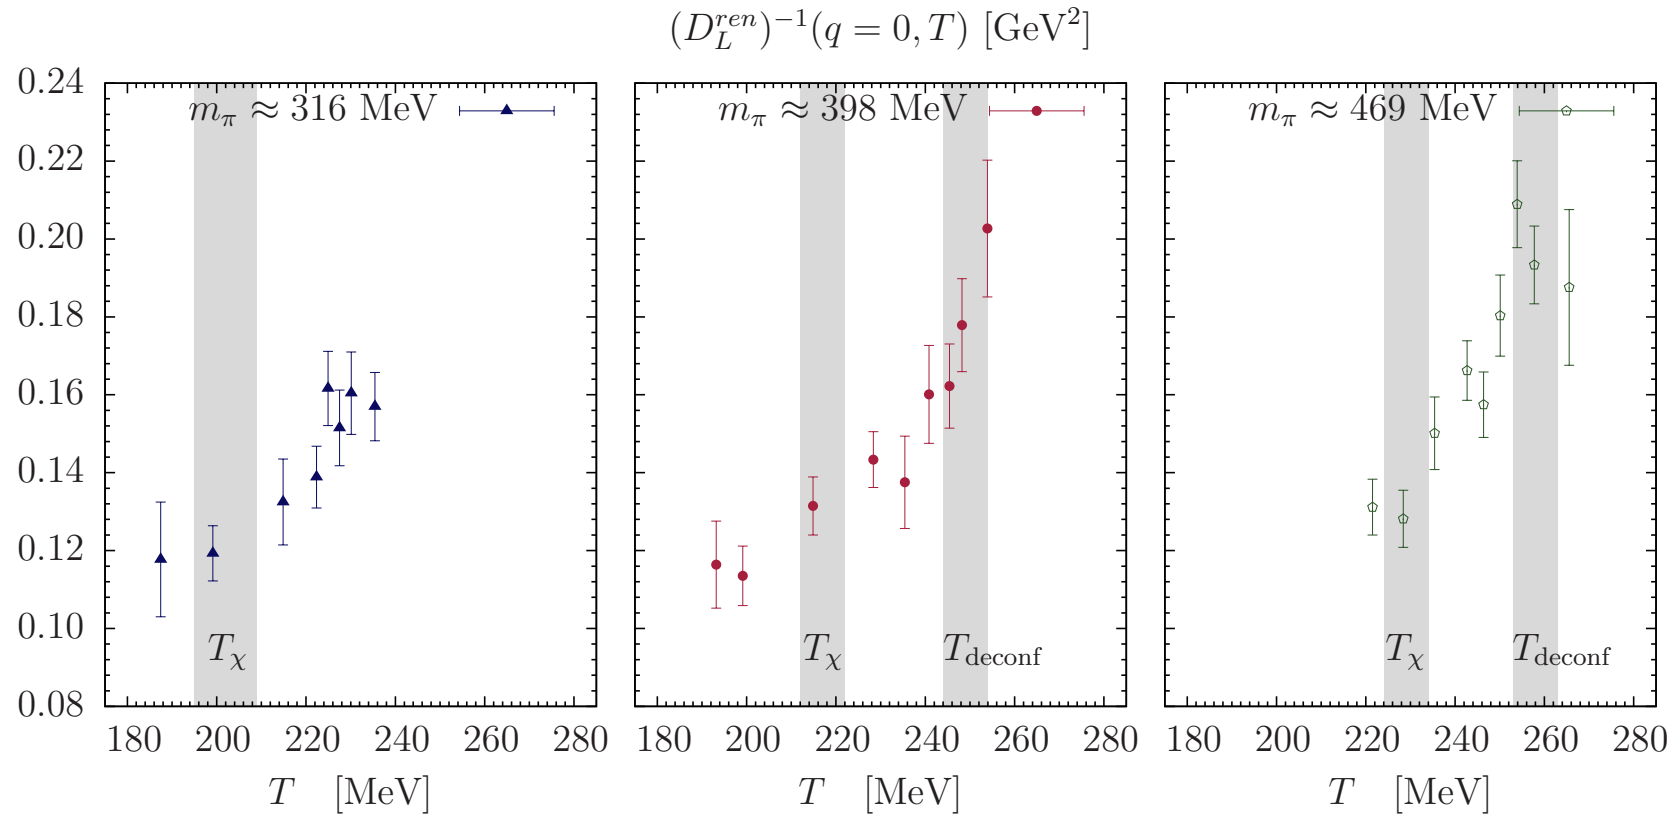 (D_L^{ren})^{-1}(q = 0, T) [GeV^2]
0.24
0.22
0.20
0.18
0.16
0.14
0.12
0.10
0.08
m_π ≈ 316 MeV
T_χ
180 200 220 240 260 280
T [MeV]
m_π ≈ 398 MeV
T_χ
T_deconf
180 200 220 240 260 280
T [MeV]
m_π ≈ 469 MeV
T_χ
T_deconf
180 200 220 240 260 280
T [MeV]